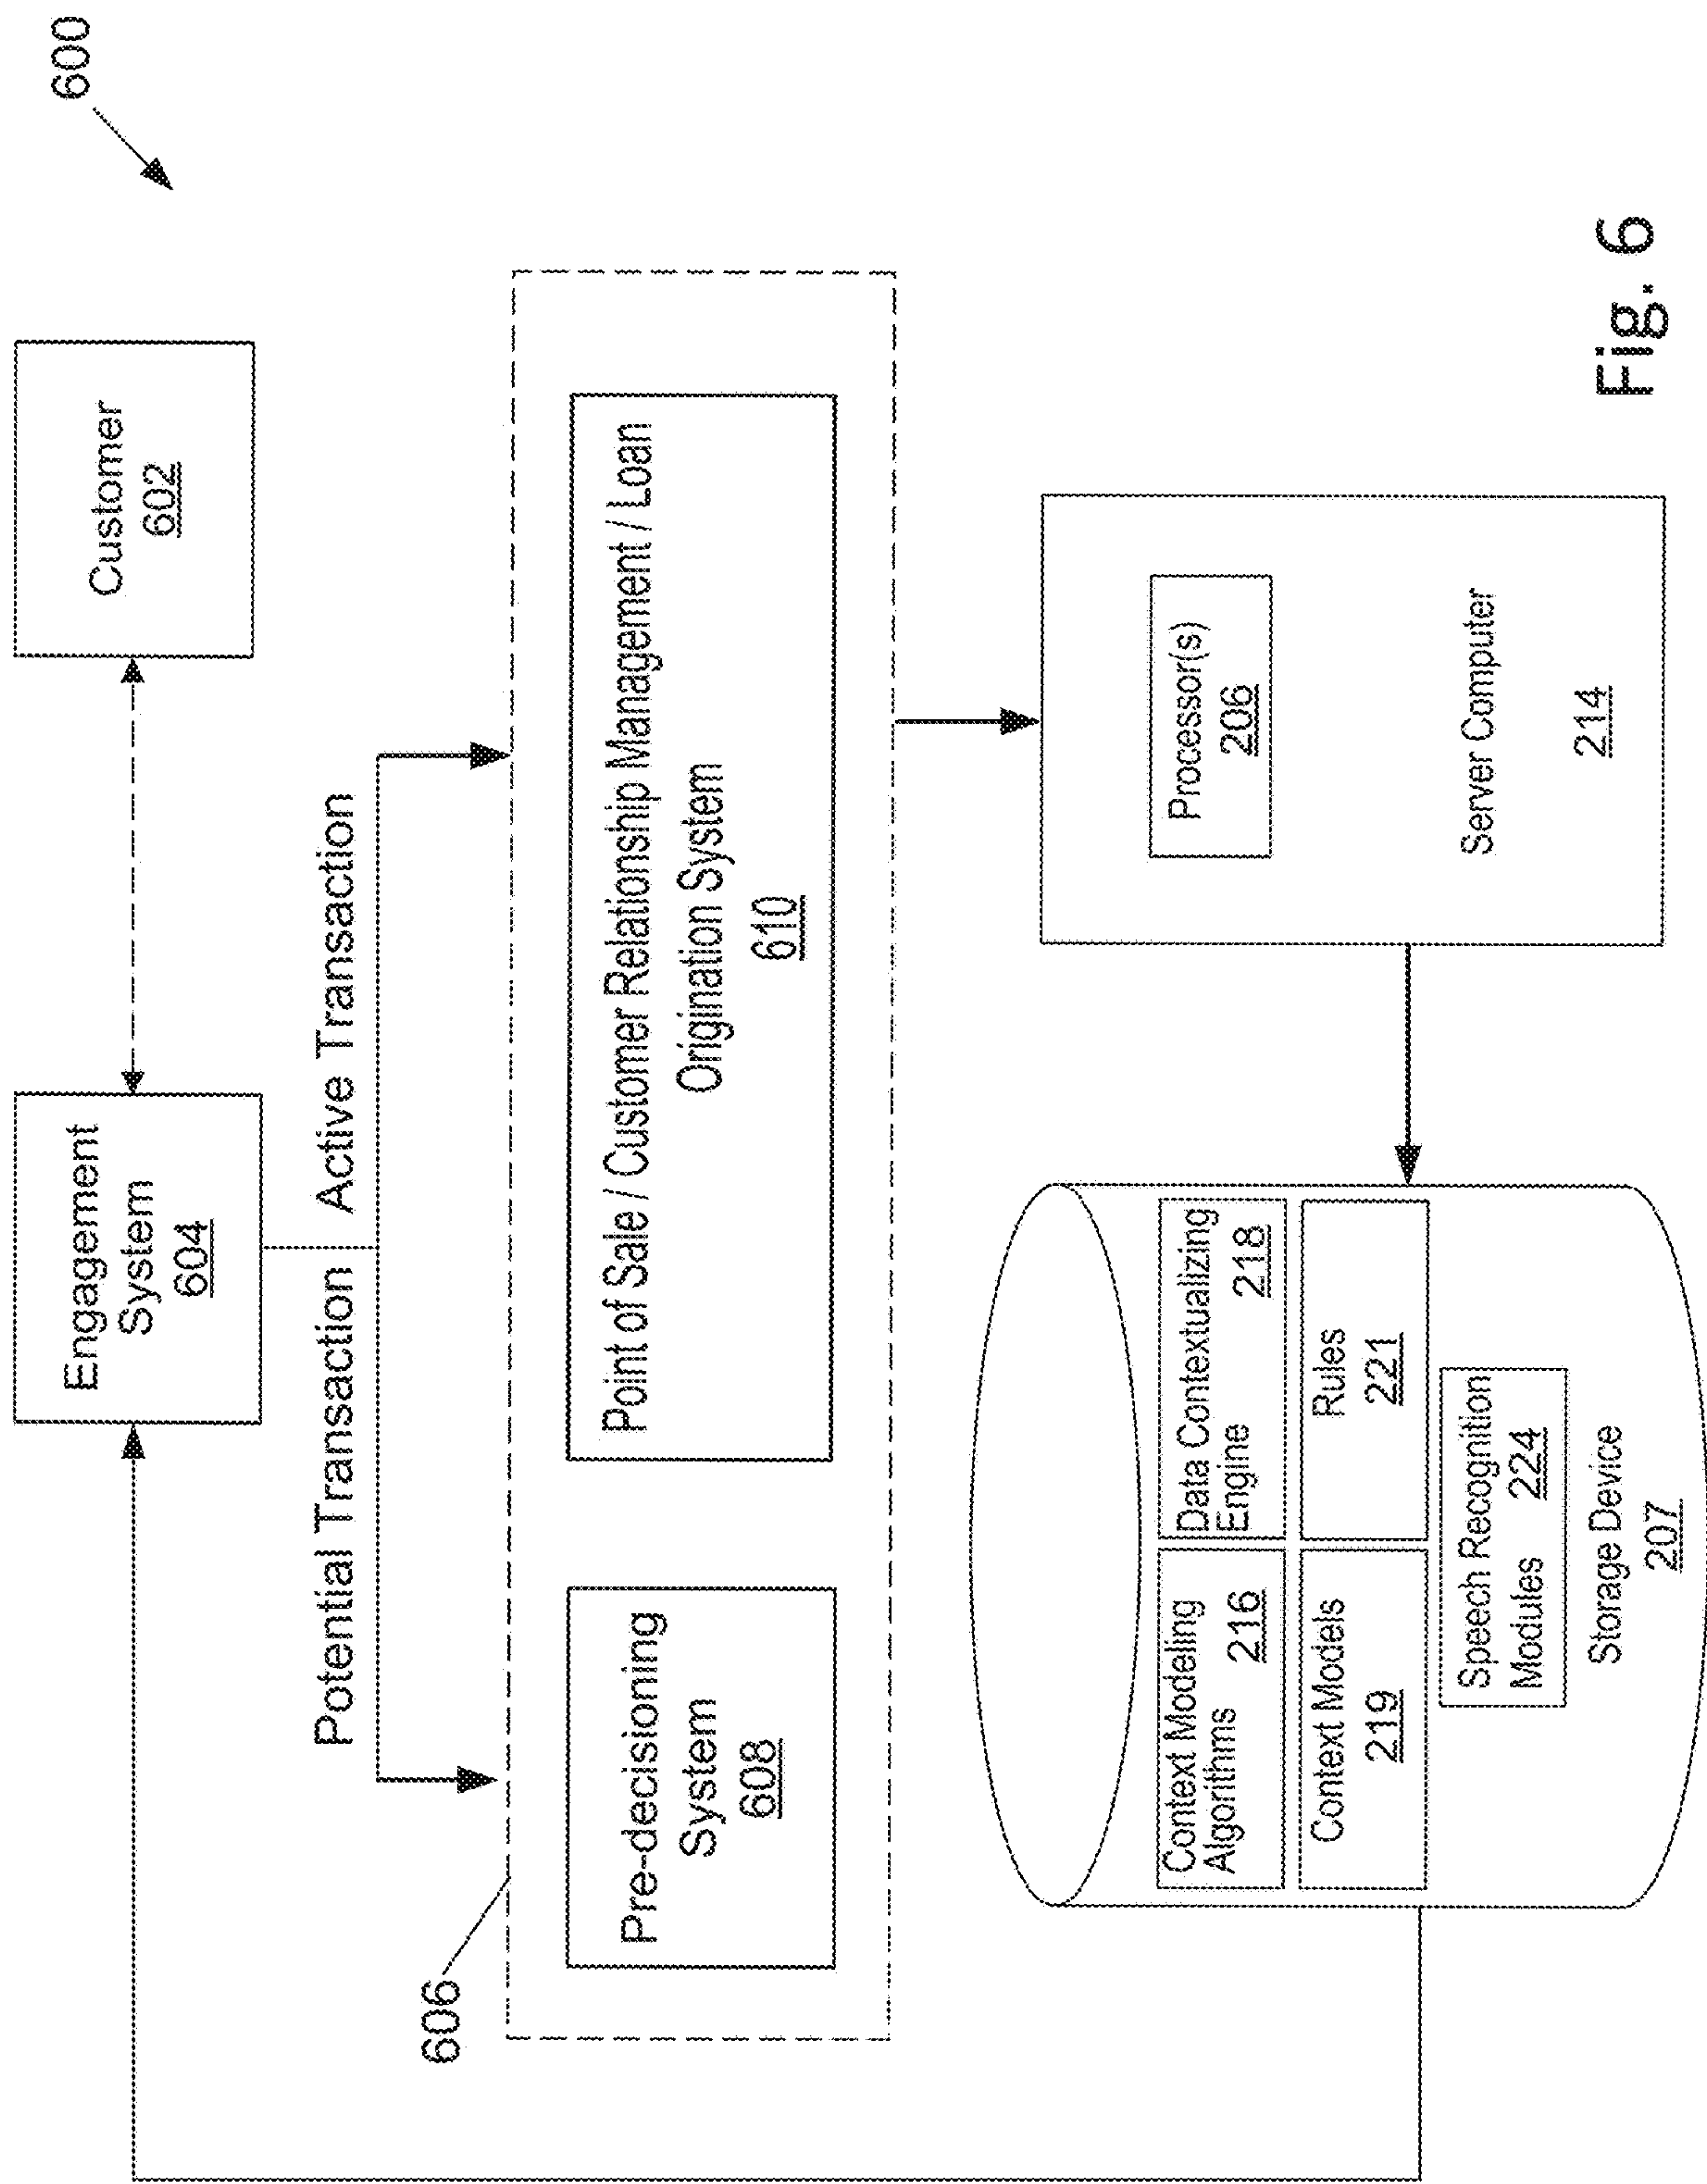 600
Customer
602
Engagement
System
604
Potential Transaction
Active Transaction
606
Pre-decisioning
System
608
Point of Sale / Customer Relationship Management / Loan
Origination System
610
Context Modeling
Algorithms
216
Data Contextualizing
Engine
218
Context Models
219
Rules
221
Speech Recognition
Modules
224
Storage Device
207
Processor(s)
206
Server Computer
214
Fig. 6